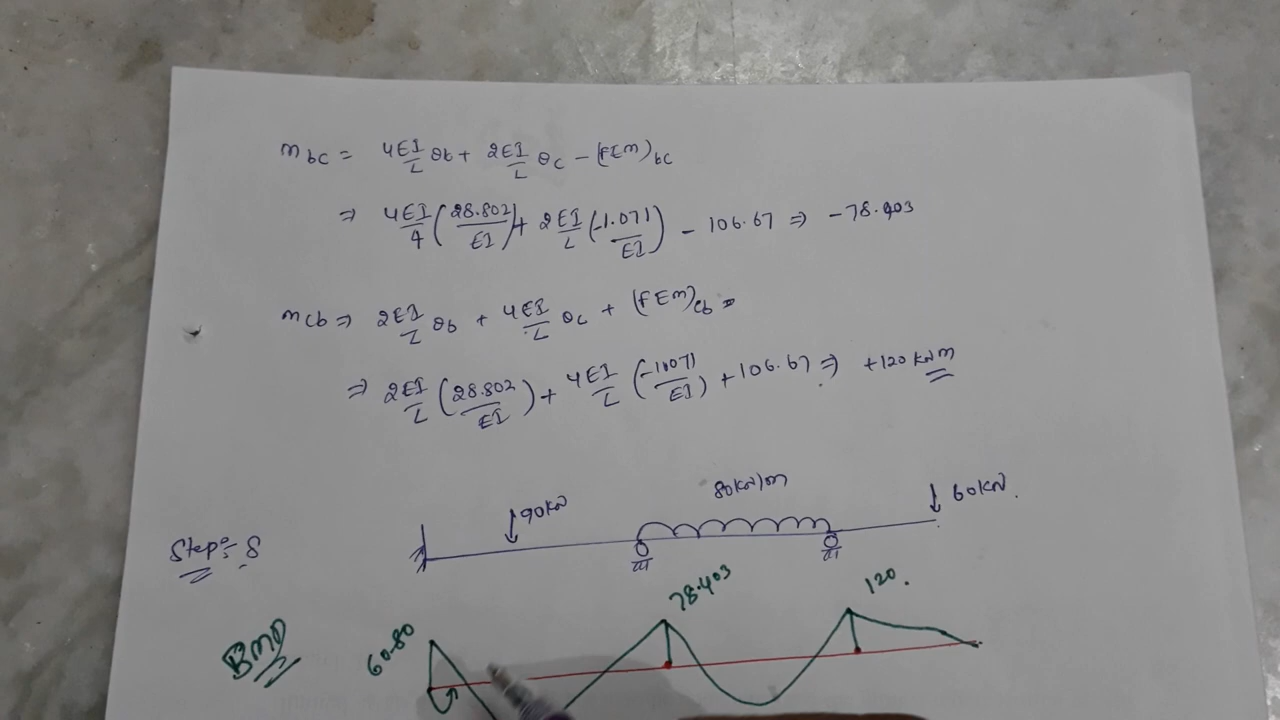 mbc = 4EI/L θb + 2EI/L θc - (FEM)bc
⇒ 4EI/4 (28.802/EI) + 2EI/L (-1.071/EI) - 106.67 ⇒ -78.403
mcb ⇒ 2EI/L θb + 4EI/L θc + (FEM)cb =
⇒ 2EI/L (28.802/EI) + 4EI/L (-1.071/EI) + 106.67 ⇒ +120 kNm
Step:- 8
90kN
80kN/m
60kN.
BMD
60.80
78.403
120.